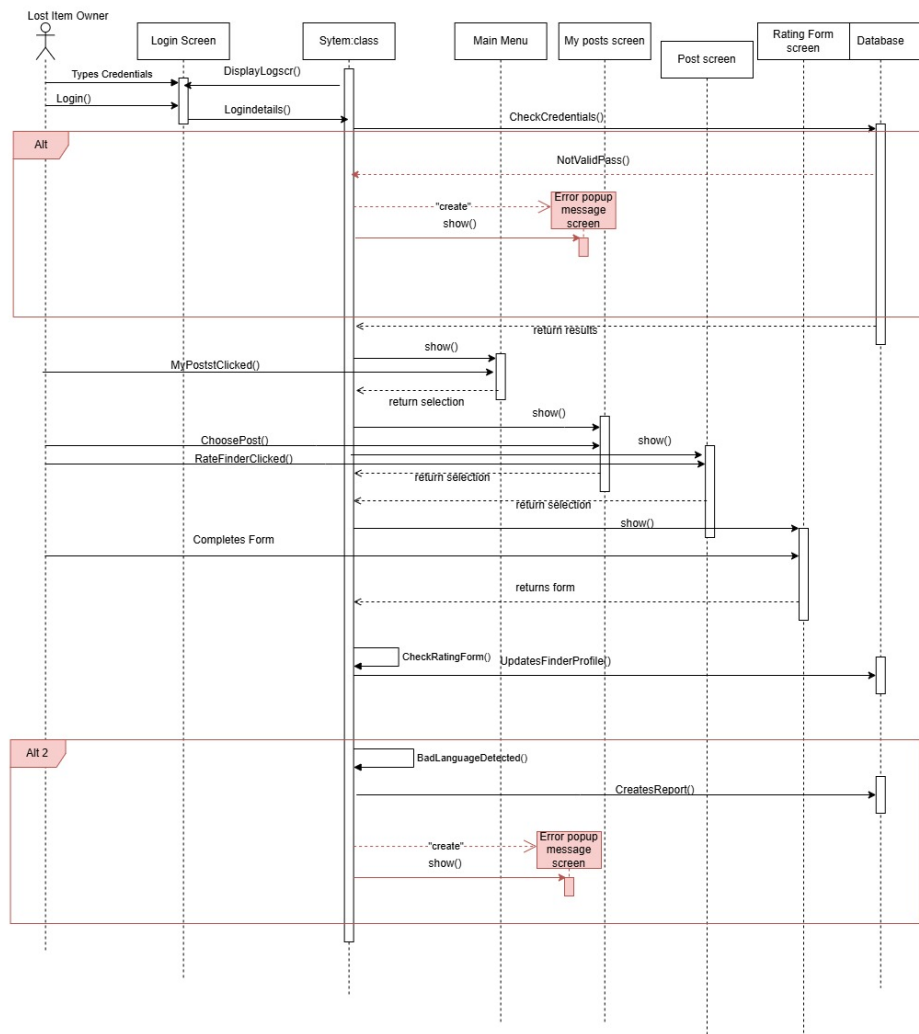 Lost Item Owner
Login Screen
Sytem:class
Main Menu
My posts screen
Post screen
Rating Form
screen
Database
Types Credentials
DisplayLogscr()
Login()
Logindetails()
CheckCredentials()
Alt
NotValidPass()
"create"
Error popup
message
screen
show()
return results
show()
MyPoststClicked()
return selection
show()
ChoosePost()
show()
RateFinderClicked()
return selection
return selection
show()
Completes Form
returns form
CheckRatingForm()
UpdatesFinderProfile()
Alt 2
BadLanguageDetected()
CreatesReport()
"create"
Error popup
message
screen
show()